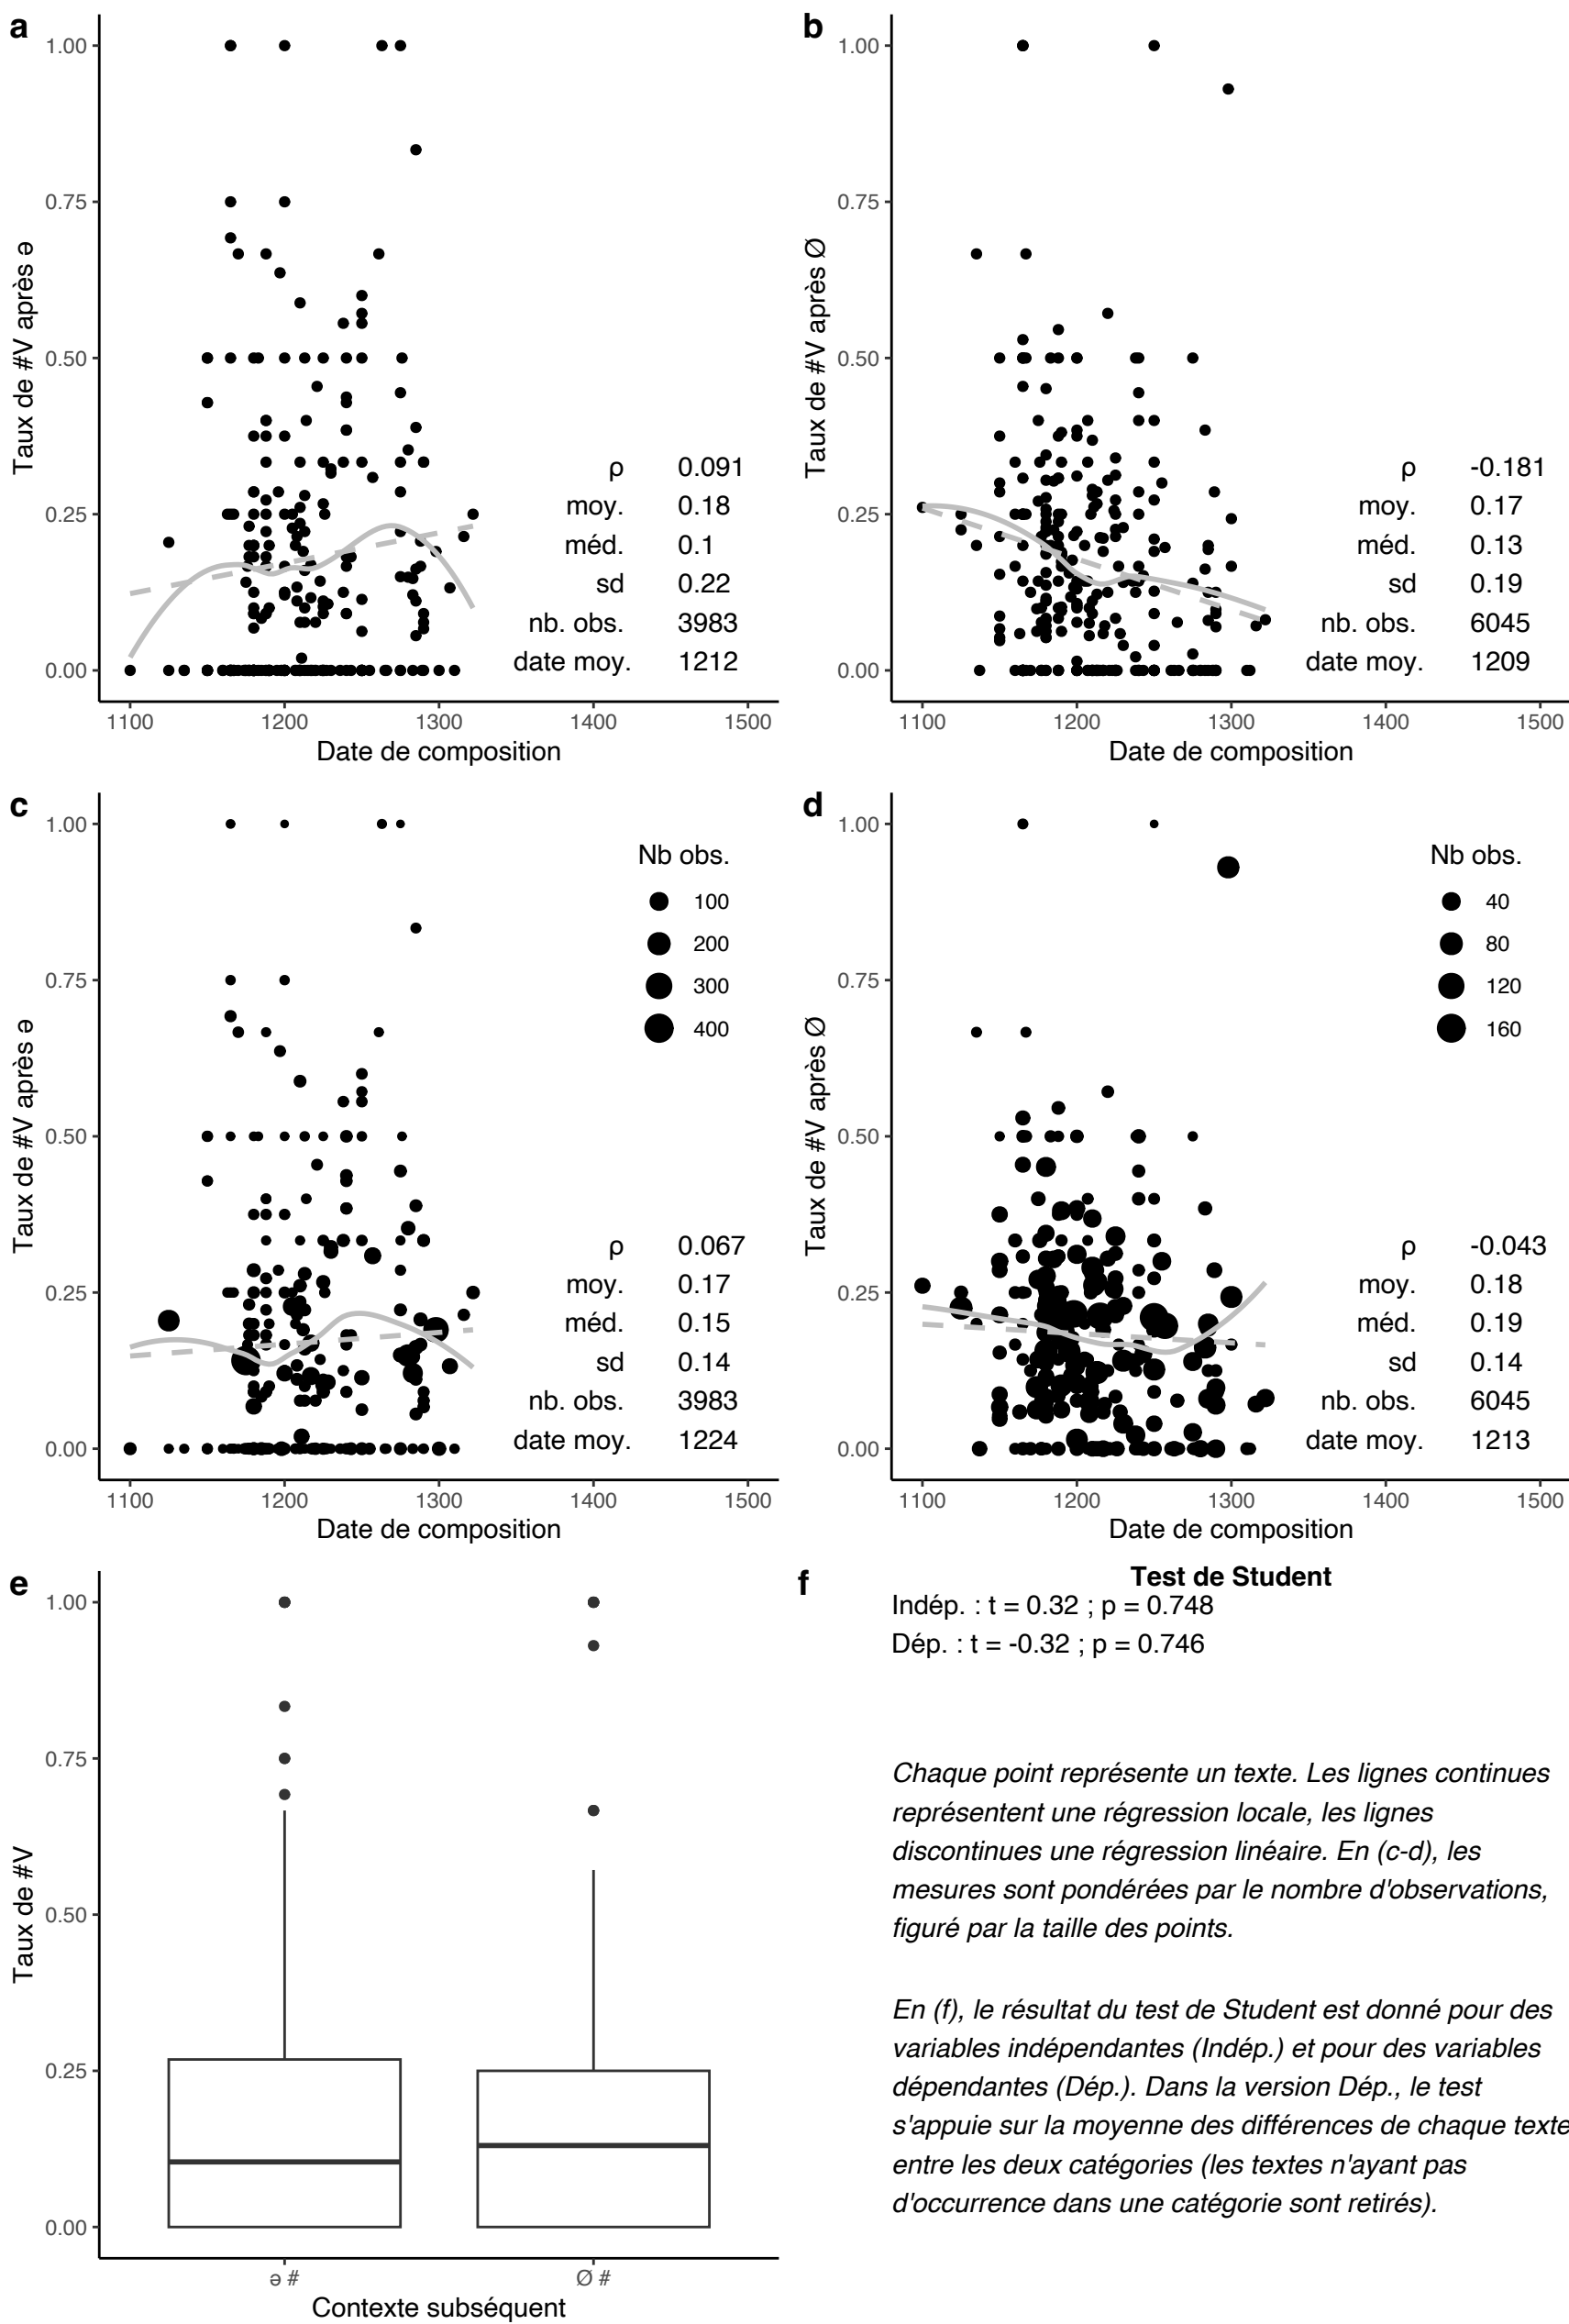 a
1.00
0.75
0.50
0.25
0.00
Taux de #V après ə
ρ 0.091
moy. 0.18
méd. 0.1
sd 0.22
nb. obs. 3983
date moy. 1212
1100 1200 1300 1400 1500
Date de composition
b
1.00
0.75
0.50
0.25
0.00
Taux de #V après Ø
ρ -0.181
moy. 0.17
méd. 0.13
sd 0.19
nb. obs. 6045
date moy. 1209
1100 1200 1300 1400 1500
Date de composition
c
1.00
0.75
0.50
0.25
0.00
Taux de #V après ə
Nb obs.
100
200
300
400
ρ 0.067
moy. 0.17
méd. 0.15
sd 0.14
nb. obs. 3983
date moy. 1224
1100 1200 1300 1400 1500
Date de composition
d
1.00
0.75
0.50
0.25
0.00
Taux de #V après Ø
Nb obs.
40
80
120
160
ρ -0.043
moy. 0.18
méd. 0.19
sd 0.14
nb. obs. 6045
date moy. 1213
1100 1200 1300 1400 1500
Date de composition
e
1.00
0.75
0.50
0.25
0.00
Taux de #V
ə # Ø #
Contexte subséquent
f
Test de Student
Indép. : t = 0.32 ; p = 0.748
Dép. : t = -0.32 ; p = 0.746
Chaque point représente un texte. Les lignes continues
représentent une régression locale, les lignes
discontinues une régression linéaire. En (c-d), les
mesures sont pondérées par le nombre d'observations,
figuré par la taille des points.
En (f), le résultat du test de Student est donné pour des
variables indépendantes (Indép.) et pour des variables
dépendantes (Dép.). Dans la version Dép., le test
s'appuie sur la moyenne des différences de chaque texte
entre les deux catégories (les textes n'ayant pas
d'occurrence dans une catégorie sont retirés).